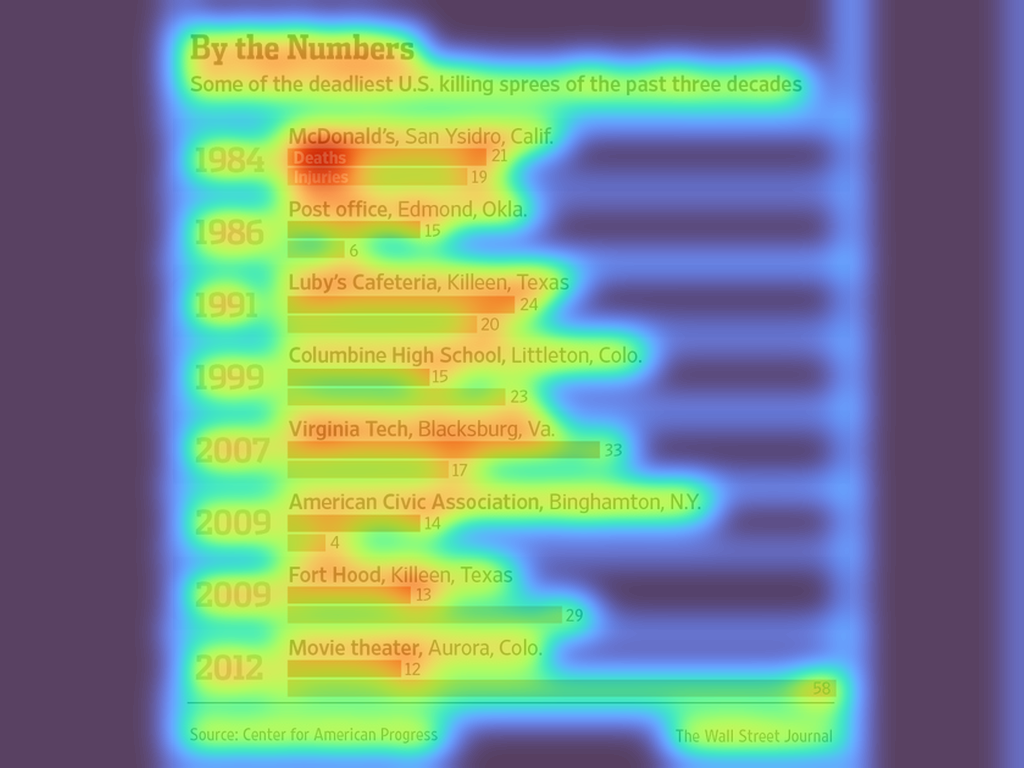 By the Numbers
Some of the deadliest U.S. killing sprees of the past three decades
1984
McDonald's, San Ysidro, Calif.
Deaths 21
Injuries 19
1986
Post office, Edmond, Okla.
15
6
1991
Luby's Cafeteria, Killeen, Texas
24
20
1999
Columbine High School, Littleton, Colo.
15
23
2007
Virginia Tech, Blacksburg, Va.
33
17
2009
American Civic Association, Binghamton, N.Y.
14
4
2009
Fort Hood, Killeen, Texas
13
29
2012
Movie theater, Aurora, Colo.
12
58
Source: Center for American Progress
The Wall Street Journal